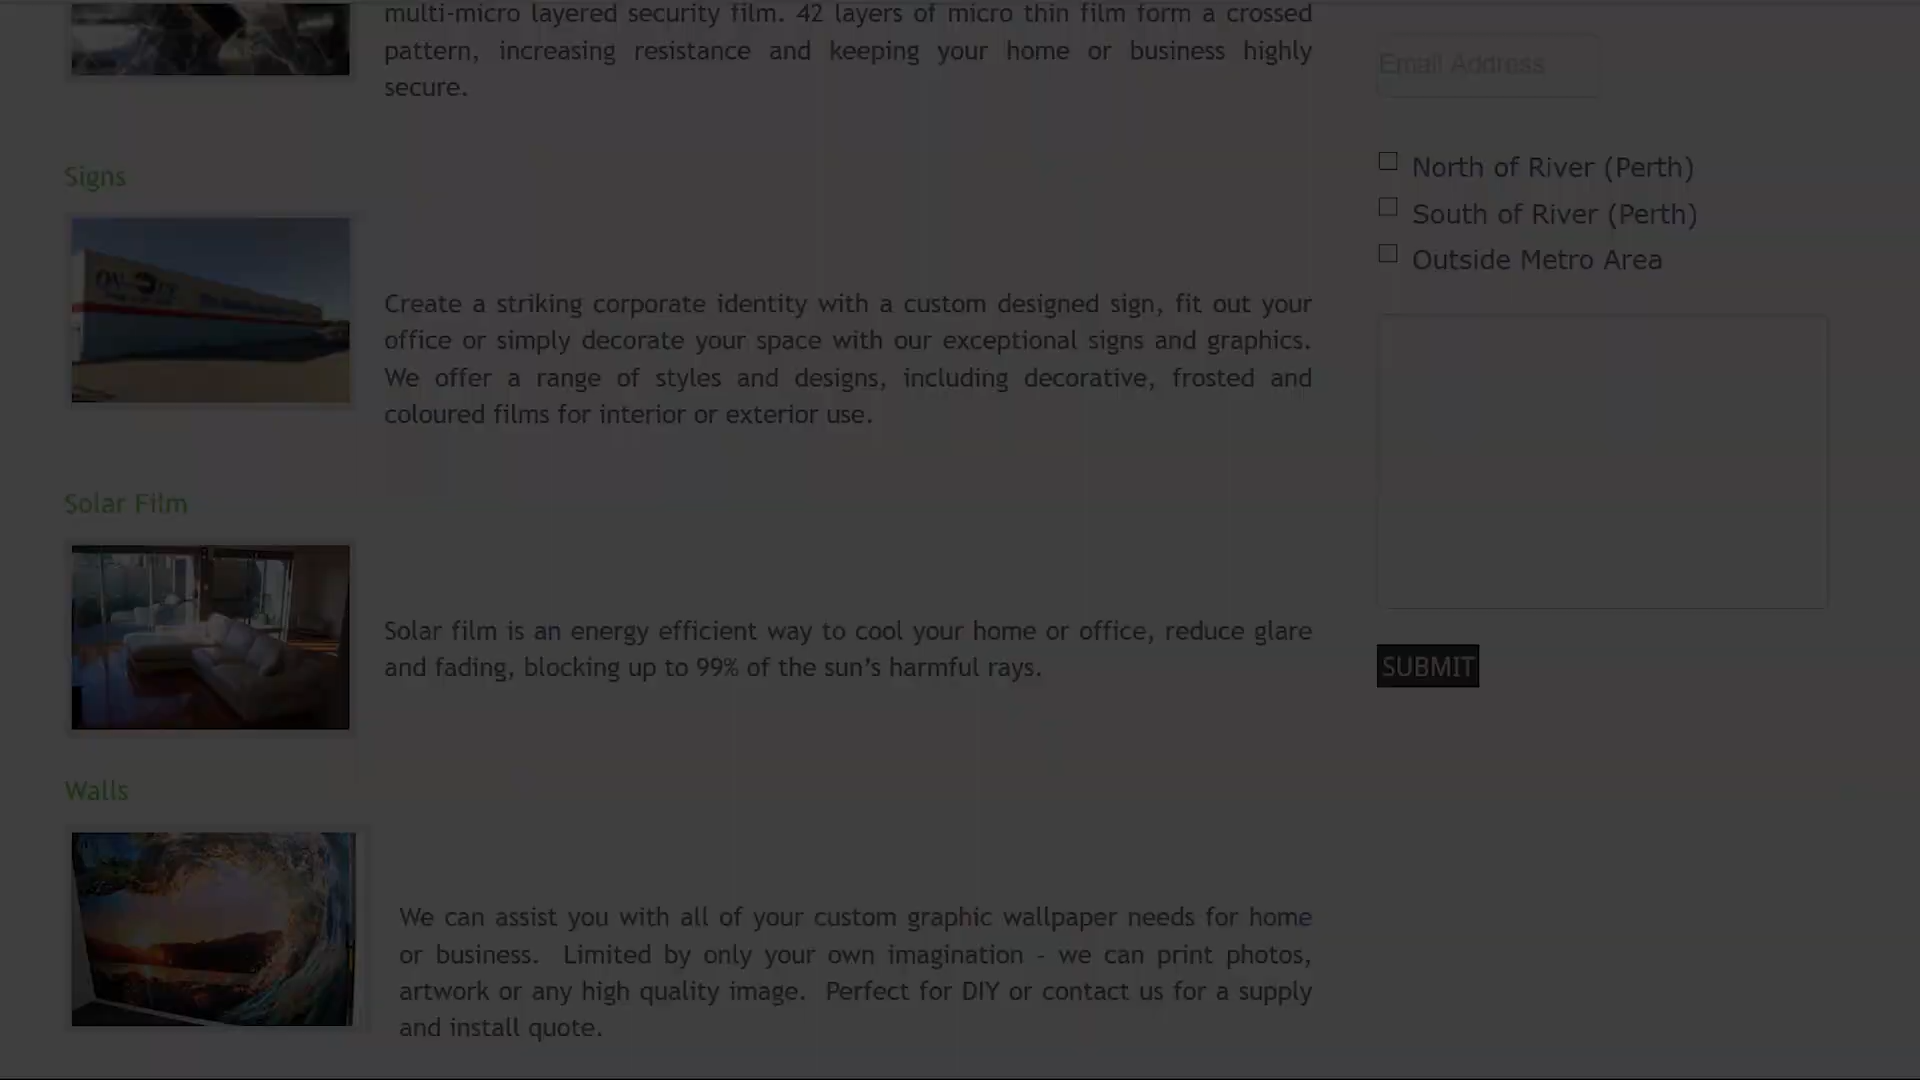 multi-micro layered security film. 42 layers of micro thin film form a crossed
pattern, increasing resistance and keeping your home or business highly
secure.
Signs
Create a striking corporate identity with a custom designed sign, fit out your
office or simply decorate your space with our exceptional signs and graphics.
We offer a range of styles and designs, including decorative, frosted and
coloured films for interior or exterior use.
Solar Film
Solar film is an energy efficient way to cool your home or office, reduce glare
and fading, blocking up to 99% of the sun’s harmful rays.
Walls
We can assist you with all of your custom graphic wallpaper needs for home
or business. Limited by only your own imagination - we can print photos,
artwork or any high quality image. Perfect for DIY or contact us for a supply
and install quote.
Email Address
North of River (Perth)
South of River (Perth)
Outside Metro Area
SUBMIT